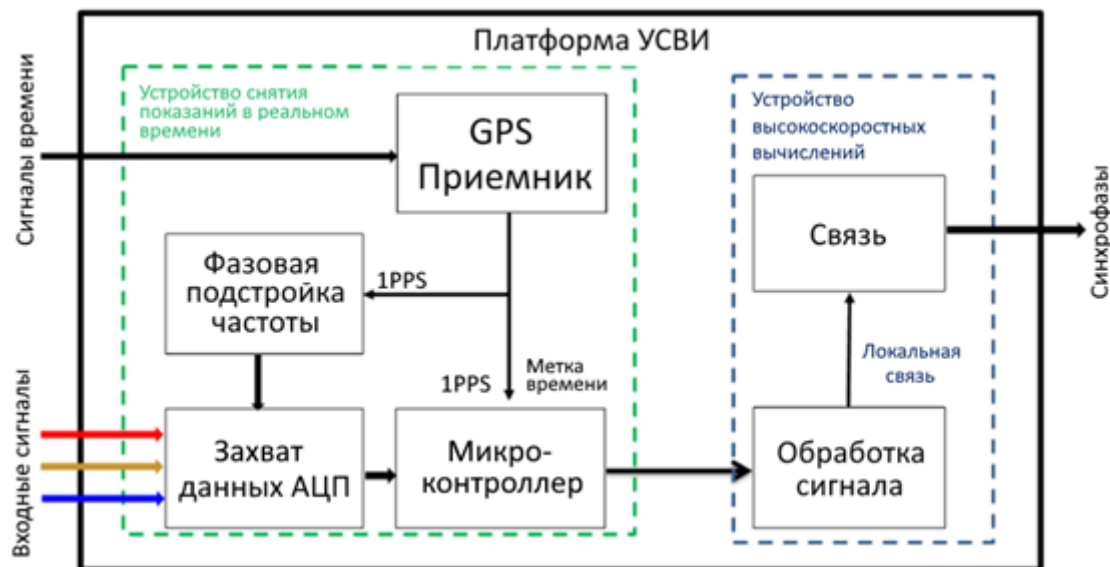 Платформа УСВИ
Устройство снятия
показаний в реальном
времени
GPS
Приемник
Сигналы времени
Фазовая
подстройка
частоты
1PPS
1PPS
Метка
времени
Входные сигналы
Захват
данных АЦП
Микро-
контроллер
Устройство
высокоскоростных
вычислений
Связь
Локальная
связь
Обработка
сигнала
Синхрофазы